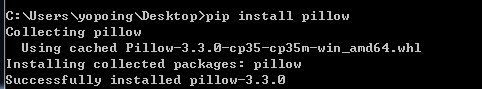 C:\Users\yopoing\Desktop>pip install pillow
Collecting pillow
  Using cached Pillow-3.3.0-cp35-cp35m-win_amd64.whl
Installing collected packages: pillow
Successfully installed pillow-3.3.0